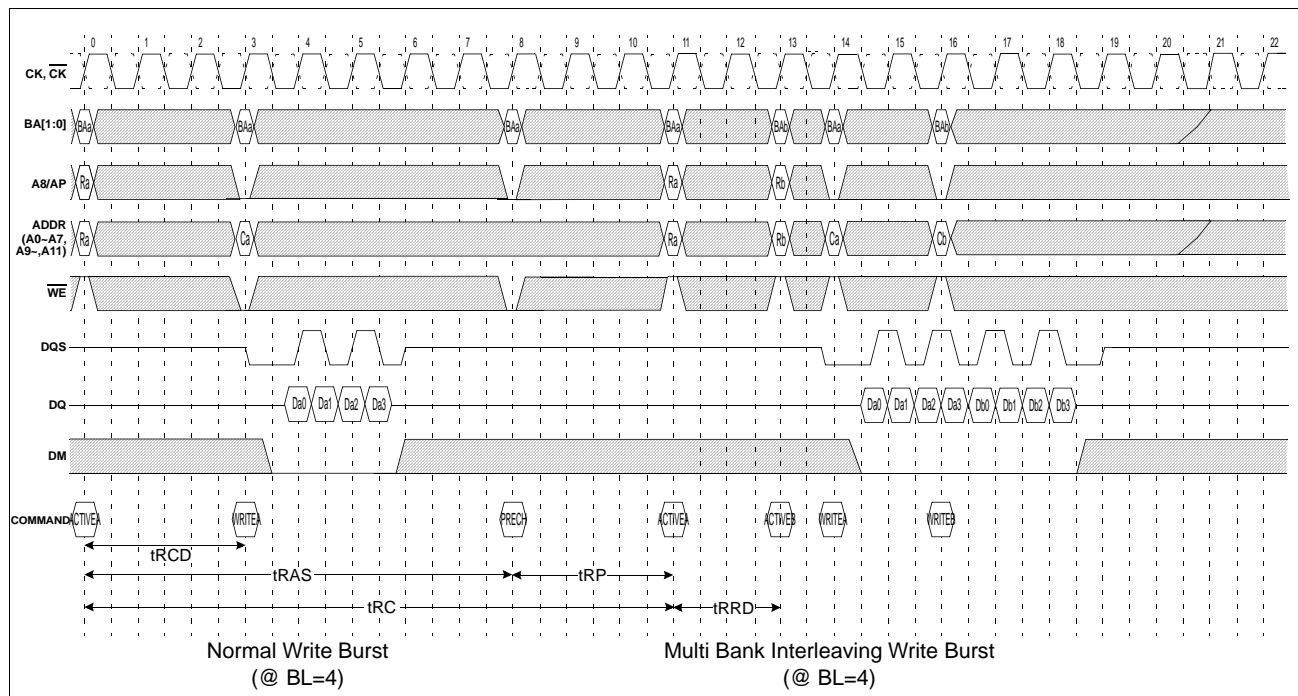 0 1 2 3 4 5 6 7 8 9 10 11 12 13 14 15 16 17 18 19 20 21 22
CK, CK
BA[1:0] BAa BAa BAa BAa BAb BAa BAb
A8/AP Ra Ra Rb
ADDR
(A0~A7,
A9~,A11)
Ra Ca Ra Rb Ca Cb
WE
DQS
DQ Da0 Da1 Da2 Da3 Da0 Da1 Da2 Da3 Db0 Db1 Db2 Db3
DM
COMMAND ACTIVEA WRITEA PRECH ACTIVEA ACTIVEB WRITEA WRITEB
tRCD
tRAS tRP
tRC tRRD
Normal Write Burst Multi Bank Interleaving Write Burst
(@ BL=4) (@ BL=4)